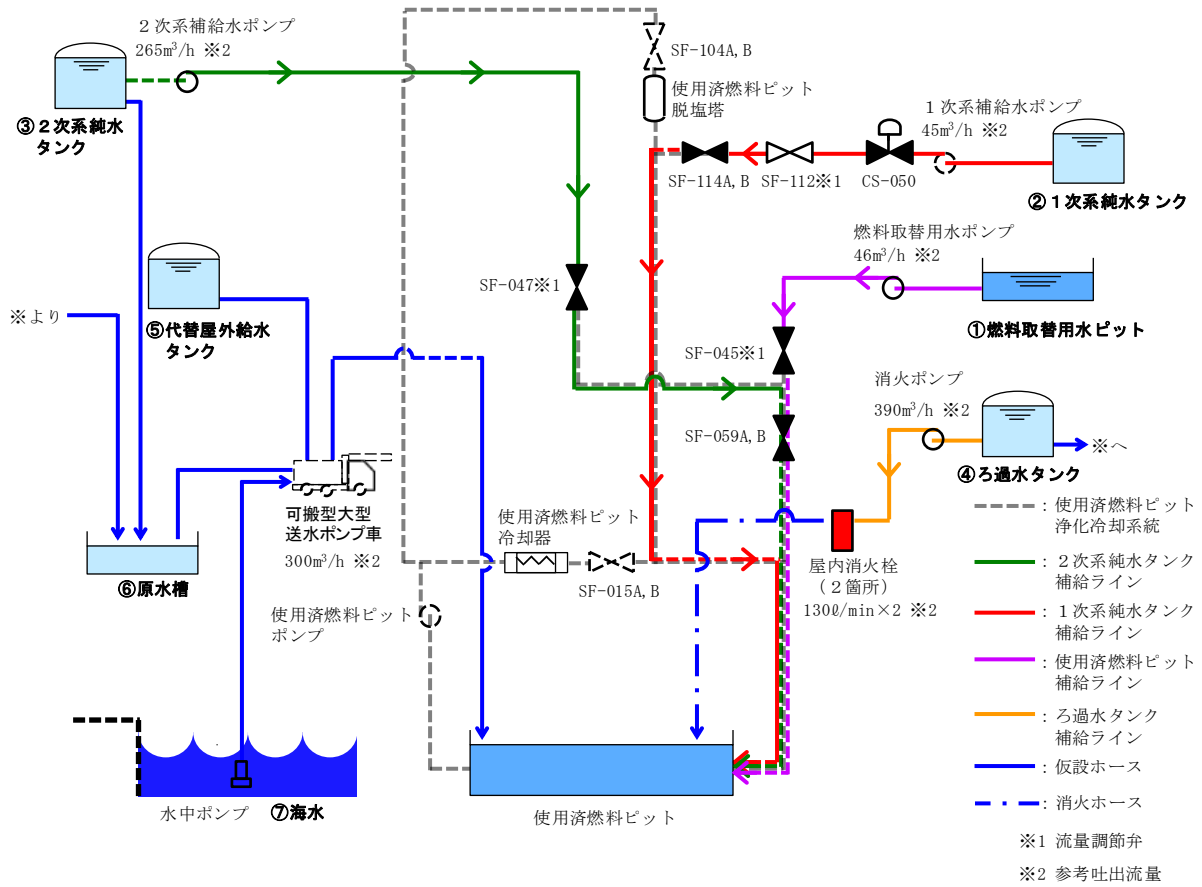 2次系補給水ポンプ
265m³/h ※2
③2次系純水
タンク
SF-104A,B
使用済燃料ピット
脱塩塔
1次系補給水ポンプ
45m³/h ※2
SF-114A,B
SF-112※1
CS-050
②1次系純水タンク
燃料取替用水ポンプ
46m³/h ※2
①燃料取替用水ピット
SF-047※1
SF-045※1
※より
⑤代替屋外給水
タンク
消火ポンプ
390m³/h ※2
SF-059A,B
④ろ過水タンク
※へ
可搬型大型
送水ポンプ車
300m³/h ※2
⑥原水槽
使用済燃料ピット
冷却器
SF-015A,B
使用済燃料ピット
ポンプ
屋内消火栓
(2箇所)
130ℓ/min×2 ※2
水中ポンプ
⑦海水
使用済燃料ピット
:使用済燃料ピット
浄化冷却系統
:2次系純水タンク
補給ライン
:1次系純水タンク
補給ライン
:使用済燃料ピット
補給ライン
:ろ過水タンク
補給ライン
:仮設ホース
:消火ホース
※1 流量調節弁
※2 参考吐出流量